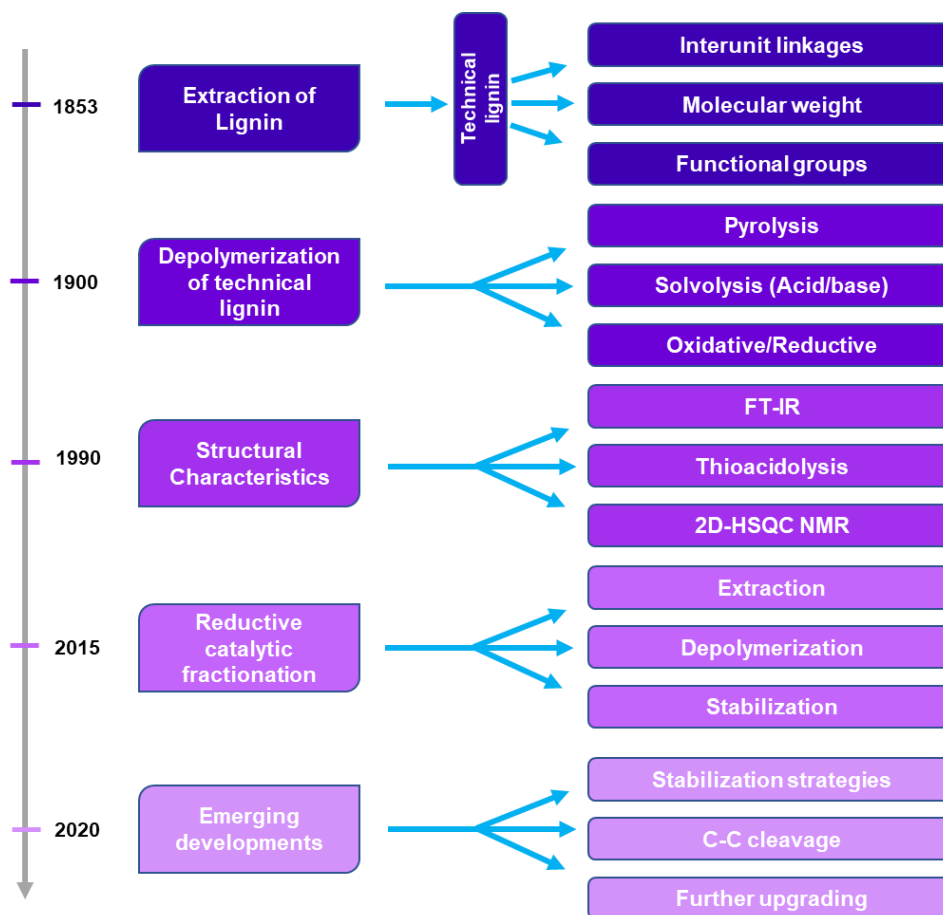 1853
Extraction of
Lignin
Technical
lignin
Interunit linkages
Molecular weight
Functional groups
1900
Depolymerization
of technical
lignin
Pyrolysis
Solvolysis (Acid/base)
Oxidative/Reductive
1990
Structural
Characteristics
FT-IR
Thioacidolysis
2D-HSQC NMR
2015
Reductive
catalytic
fractionation
Extraction
Depolymerization
Stabilization
2020
Emerging
developments
Stabilization strategies
C-C cleavage
Further upgrading